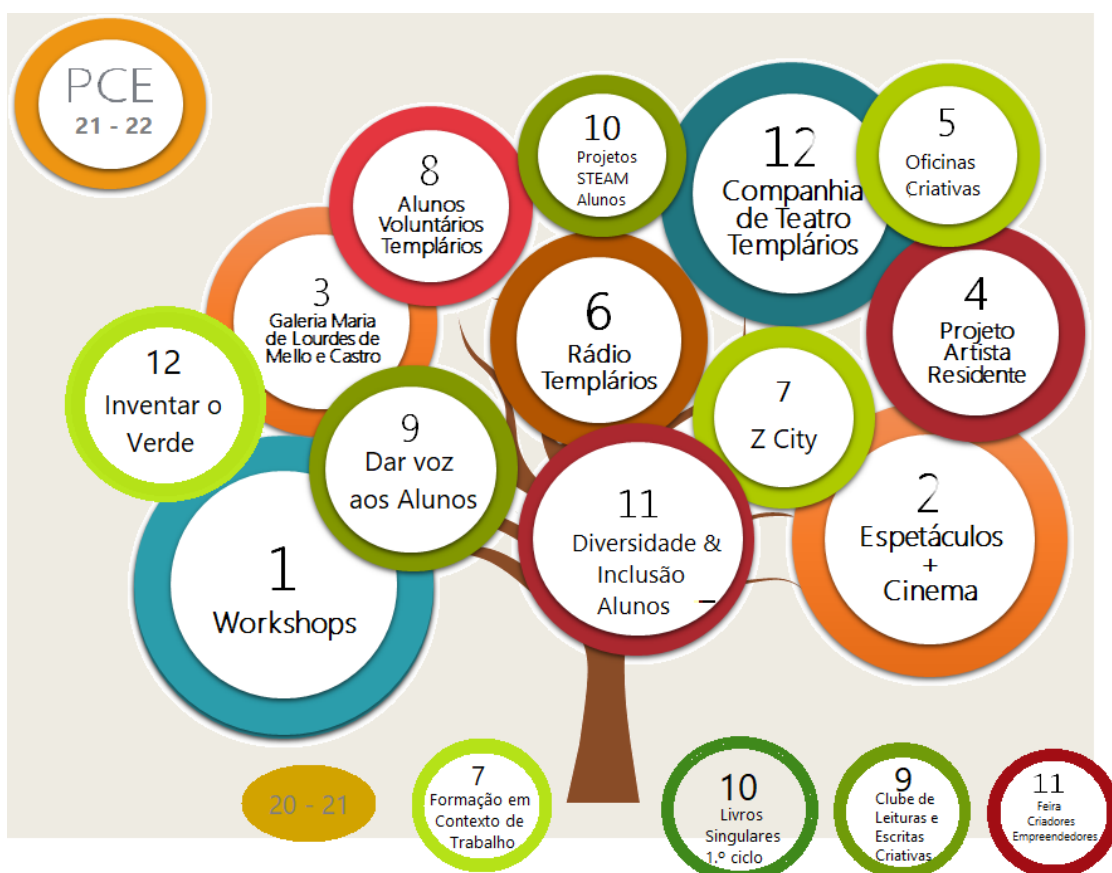 PCE
21 - 22
8
Alunos
Voluntários
Templários
10
Projetos
STEAM
Alunos
12
Companhia
de Teatro
Templários
5
Oficinas
Criativas
3
Galeria Maria
de Lourdes de
Mello e Castro
6
Rádio
Templários
4
Projeto
Artista
Residente
12
Inventar o
Verde
9
Dar voz
aos Alunos
7
Z City
1
Workshops
11
Diversidade &
Inclusão
Alunos –
2
Espetáculos
+
Cinema
20 - 21
7
Formação em
Contexto de
Trabalho
10
Livros
Singulares
1.º ciclo
9
Clube de
Leituras e
Escritas
Criativas
11
Feira
Criadores
Empreendedores